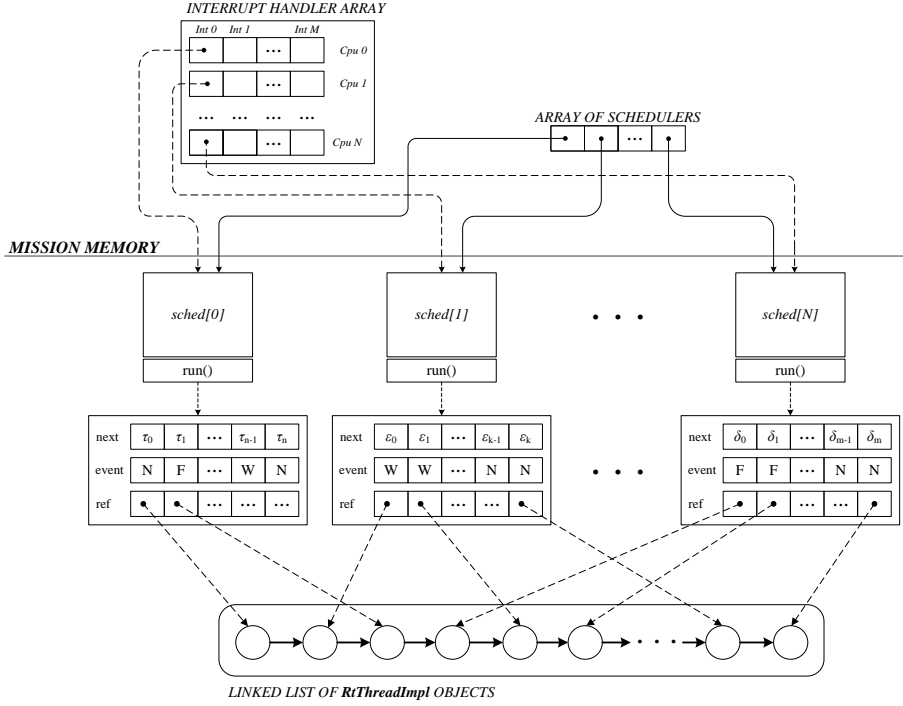 INTERRUPT HANDLER ARRAY
Int 0 Int 1 Int M
... Cpu 0
... Cpu 1
... ... ... ...
... Cpu N
ARRAY OF SCHEDULERS
...
MISSION MEMORY
sched[0] sched[1] . . . sched[N]
run() run() run()
next τ0 τ1 ... τn-1 τn next ε0 ε1 ... εk-1 εk next δ0 δ1 ... δm-1 δm
event N F ... W N event W W ... N N . . . event F F ... N N
ref ... ... ... ref ... ... ref ... ...
. . .
LINKED LIST OF RtThreadImpl OBJECTS